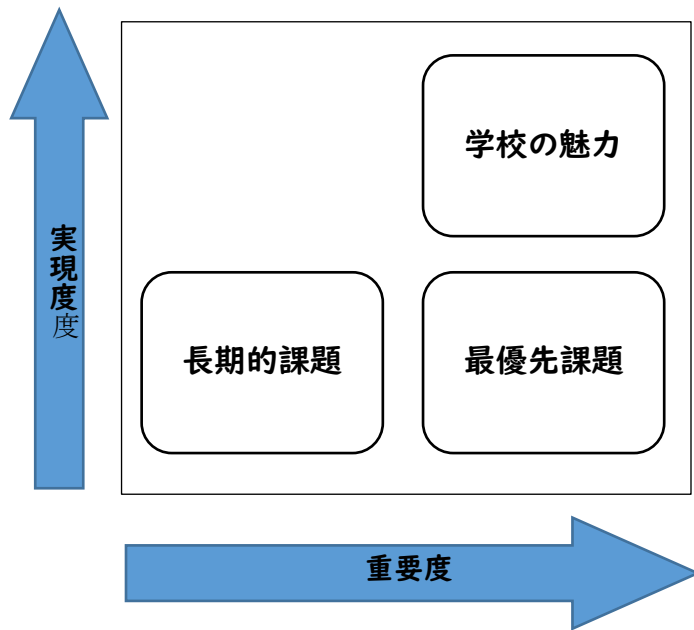 学校の魅力
実現度度
長期的課題
最優先課題
重要度